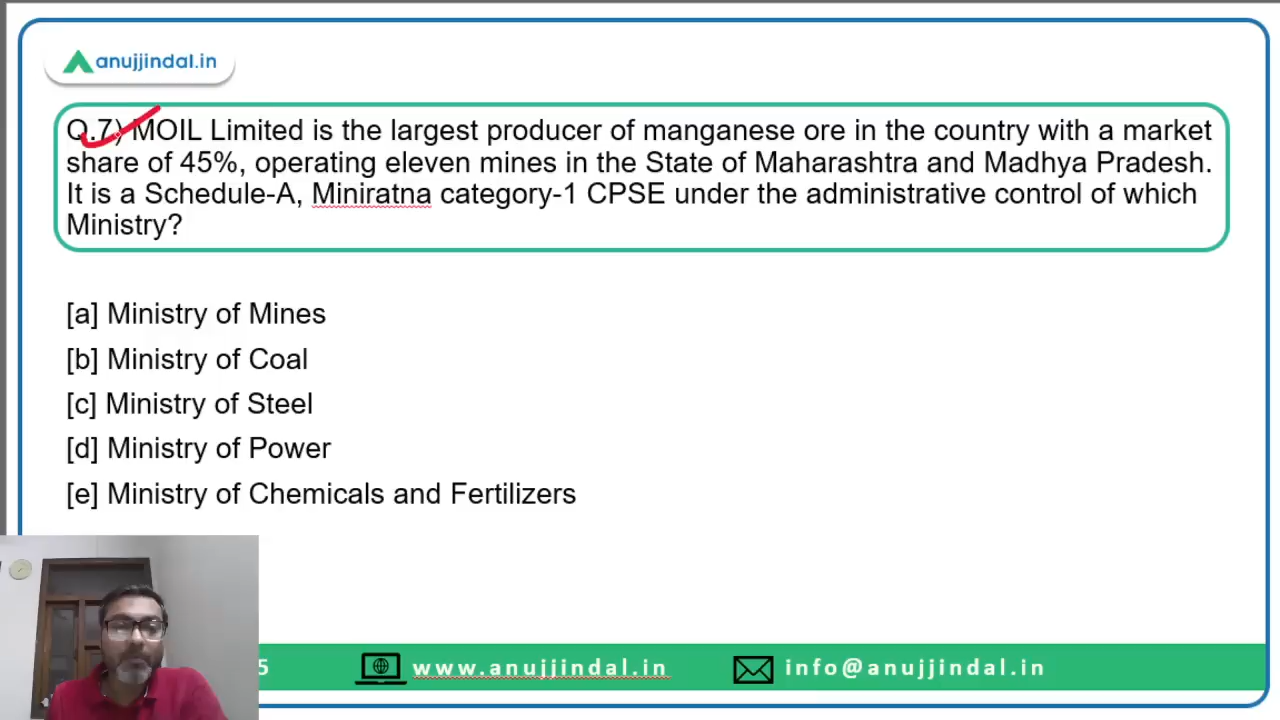 anujjindal.in
Q.7) MOIL Limited is the largest producer of manganese ore in the country with a market
share of 45%, operating eleven mines in the State of Maharashtra and Madhya Pradesh.
It is a Schedule-A, Miniratna category-1 CPSE under the administrative control of which
Ministry?
[a] Ministry of Mines
[b] Ministry of Coal
[c] Ministry of Steel
[d] Ministry of Power
[e] Ministry of Chemicals and Fertilizers
5 www.anujjindal.in info@anujjindal.in